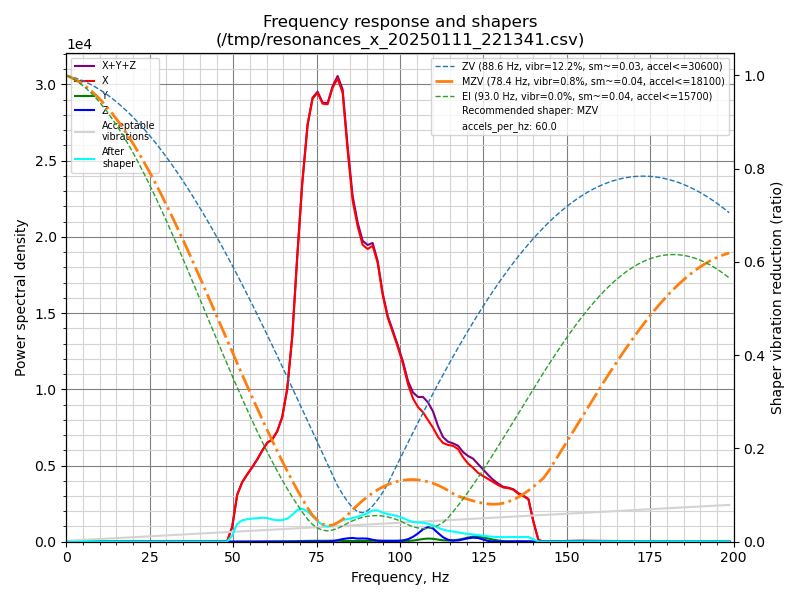 Frequency response and shapers
(/tmp/resonances_x_20250111_221341.csv)
1e4
X+Y+Z
X
Y
Z
Acceptable
vibrations
After
shaper
ZV (88.6 Hz, vibr=12.2%, sm~=0.03, accel<=30600)
MZV (78.4 Hz, vibr=0.8%, sm~=0.04, accel<=18100)
EI (93.0 Hz, vibr=0.0%, sm~=0.04, accel<=15700)
Recommended shaper: MZV
accels_per_hz: 60.0
Power spectral density
3.0
2.5
2.0
1.5
1.0
0.5
0.0
1.0
0.8
0.6
0.4
0.2
0.0
Shaper vibration reduction (ratio)
0 25 50 75 100 125 150 175 200
Frequency, Hz